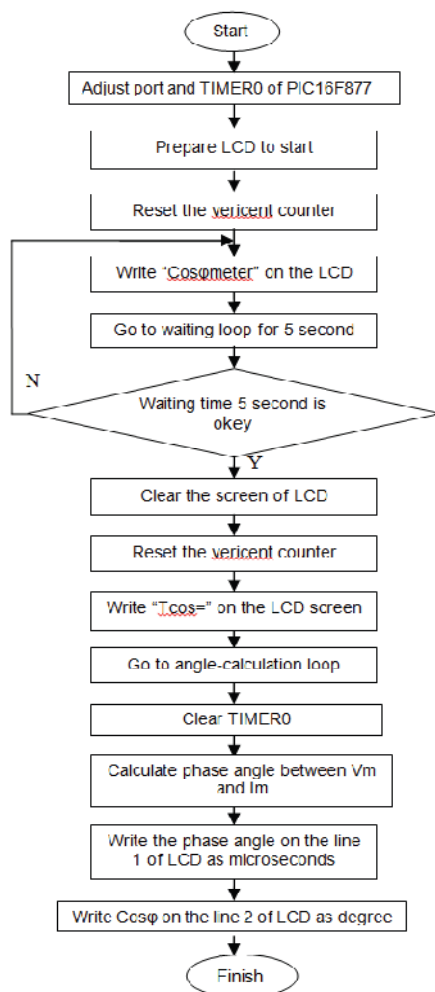 Start
Adjust port and TIMER0 of PIC16F877
Prepare LCD to start
Reset the vericent counter
Write "Cosφmeter" on the LCD
Go to waiting loop for 5 second
N
Waiting time 5 second is
okey
Y
Clear the screen of LCD
Reset the vericent counter
Write "Tcos=" on the LCD screen
Go to angle-calculation loop
Clear TIMER0
Calculate phase angle between Vm
and Im
Write the phase angle on the line
1 of LCD as microseconds
Write Cosφ on the line 2 of LCD as degree
Finish